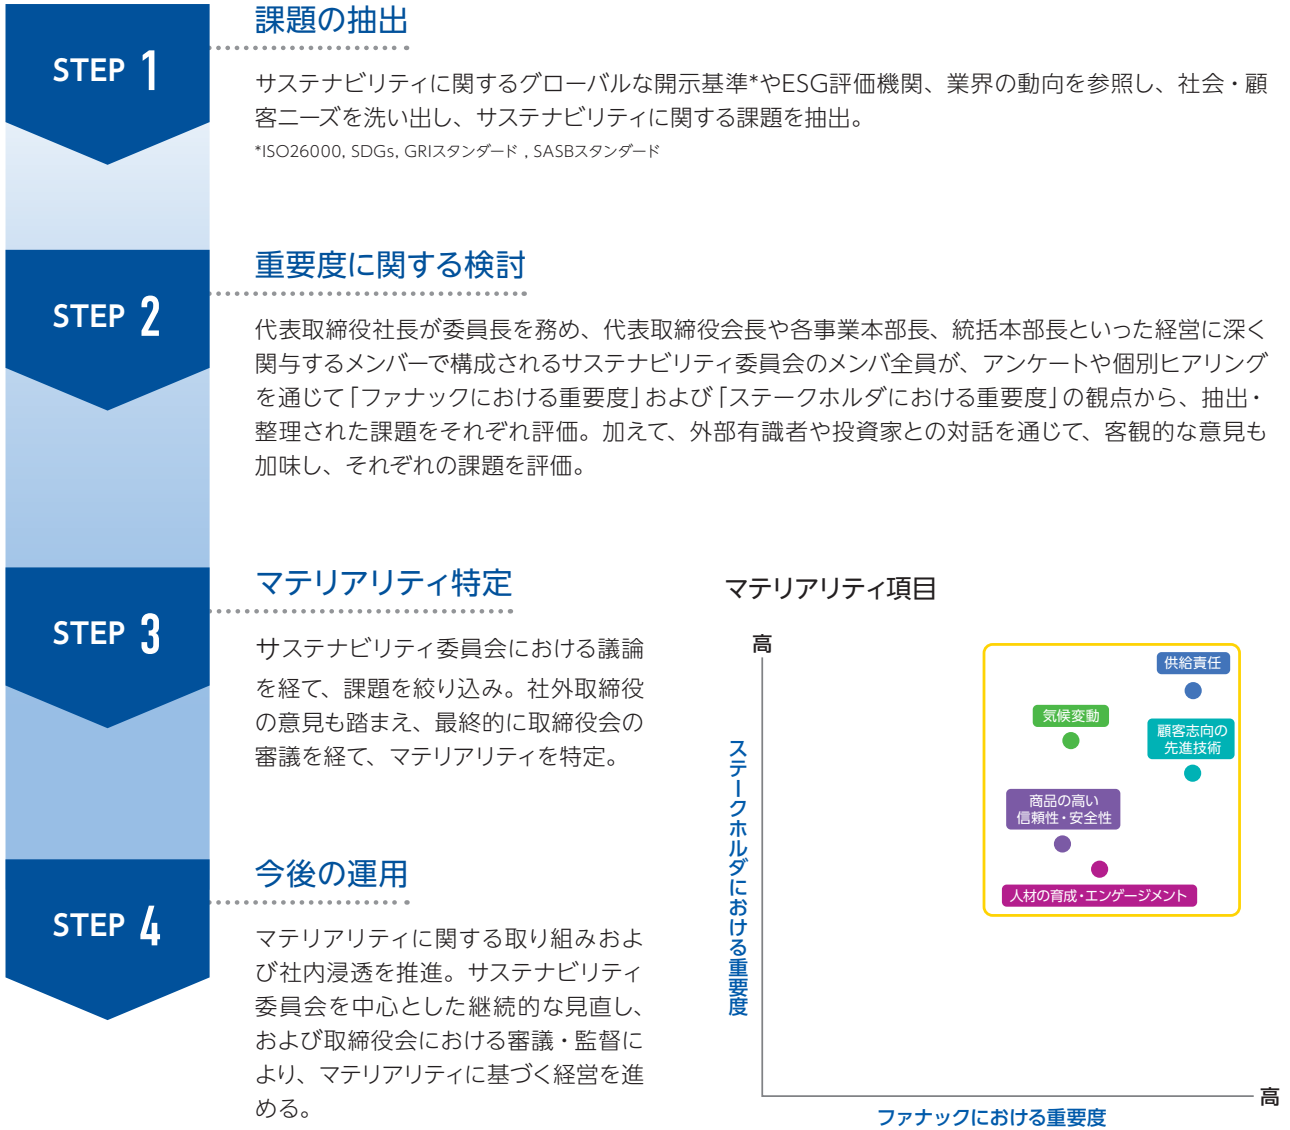 STEP 1
課題の抽出
サステナビリティに関するグローバルな開示基準*やESG評価機関、業界の動向を参照し、社会・顧
客ニーズを洗い出し、サステナビリティに関する課題を抽出。
*ISO26000, SDGs, GRIスタンダード , SASBスタンダード
STEP 2
重要度に関する検討
代表取締役社長が委員長を務め、代表取締役会長や各事業本部長、統括本部長といった経営に深く
関与するメンバーで構成されるサステナビリティ委員会のメンバ全員が、アンケートや個別ヒアリング
を通じて「ファナックにおける重要度」および「ステークホルダにおける重要度」の観点から、抽出・
整理された課題をそれぞれ評価。加えて、外部有識者や投資家との対話を通じて、客観的な意見も
加味し、それぞれの課題を評価。
STEP 3
マテリアリティ特定
サステナビリティ委員会における議論
を経て、課題を絞り込み。社外取締役
の意見も踏まえ、最終的に取締役会の
審議を経て、マテリアリティを特定。
STEP 4
今後の運用
マテリアリティに関する取り組みおよ
び社内浸透を推進。サステナビリティ
委員会を中心とした継続的な見直し、
および取締役会における審議・監督に
より、マテリアリティに基づく経営を進
める。
マテリアリティ項目
高
ステークホルダにおける重要度
供給責任
気候変動
顧客志向の
先進技術
商品の高い
信頼性・安全性
人材の育成・エンゲージメント
高
ファナックにおける重要度